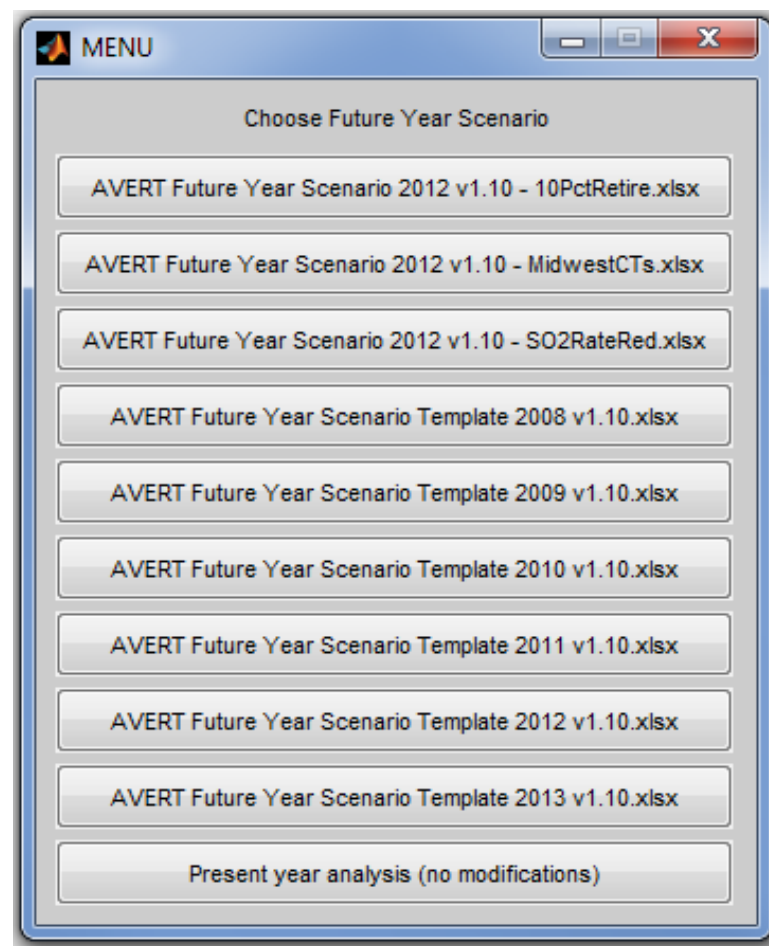 MENU
Choose Future Year Scenario
AVERT Future Year Scenario 2012 v1.10 - 10PctRetire.xlsx
AVERT Future Year Scenario 2012 v1.10 - MidwestCTs.xlsx
AVERT Future Year Scenario 2012 v1.10 - SO2RateRed.xlsx
AVERT Future Year Scenario Template 2008 v1.10.xlsx
AVERT Future Year Scenario Template 2009 v1.10.xlsx
AVERT Future Year Scenario Template 2010 v1.10.xlsx
AVERT Future Year Scenario Template 2011 v1.10.xlsx
AVERT Future Year Scenario Template 2012 v1.10.xlsx
AVERT Future Year Scenario Template 2013 v1.10.xlsx
Present year analysis (no modifications)